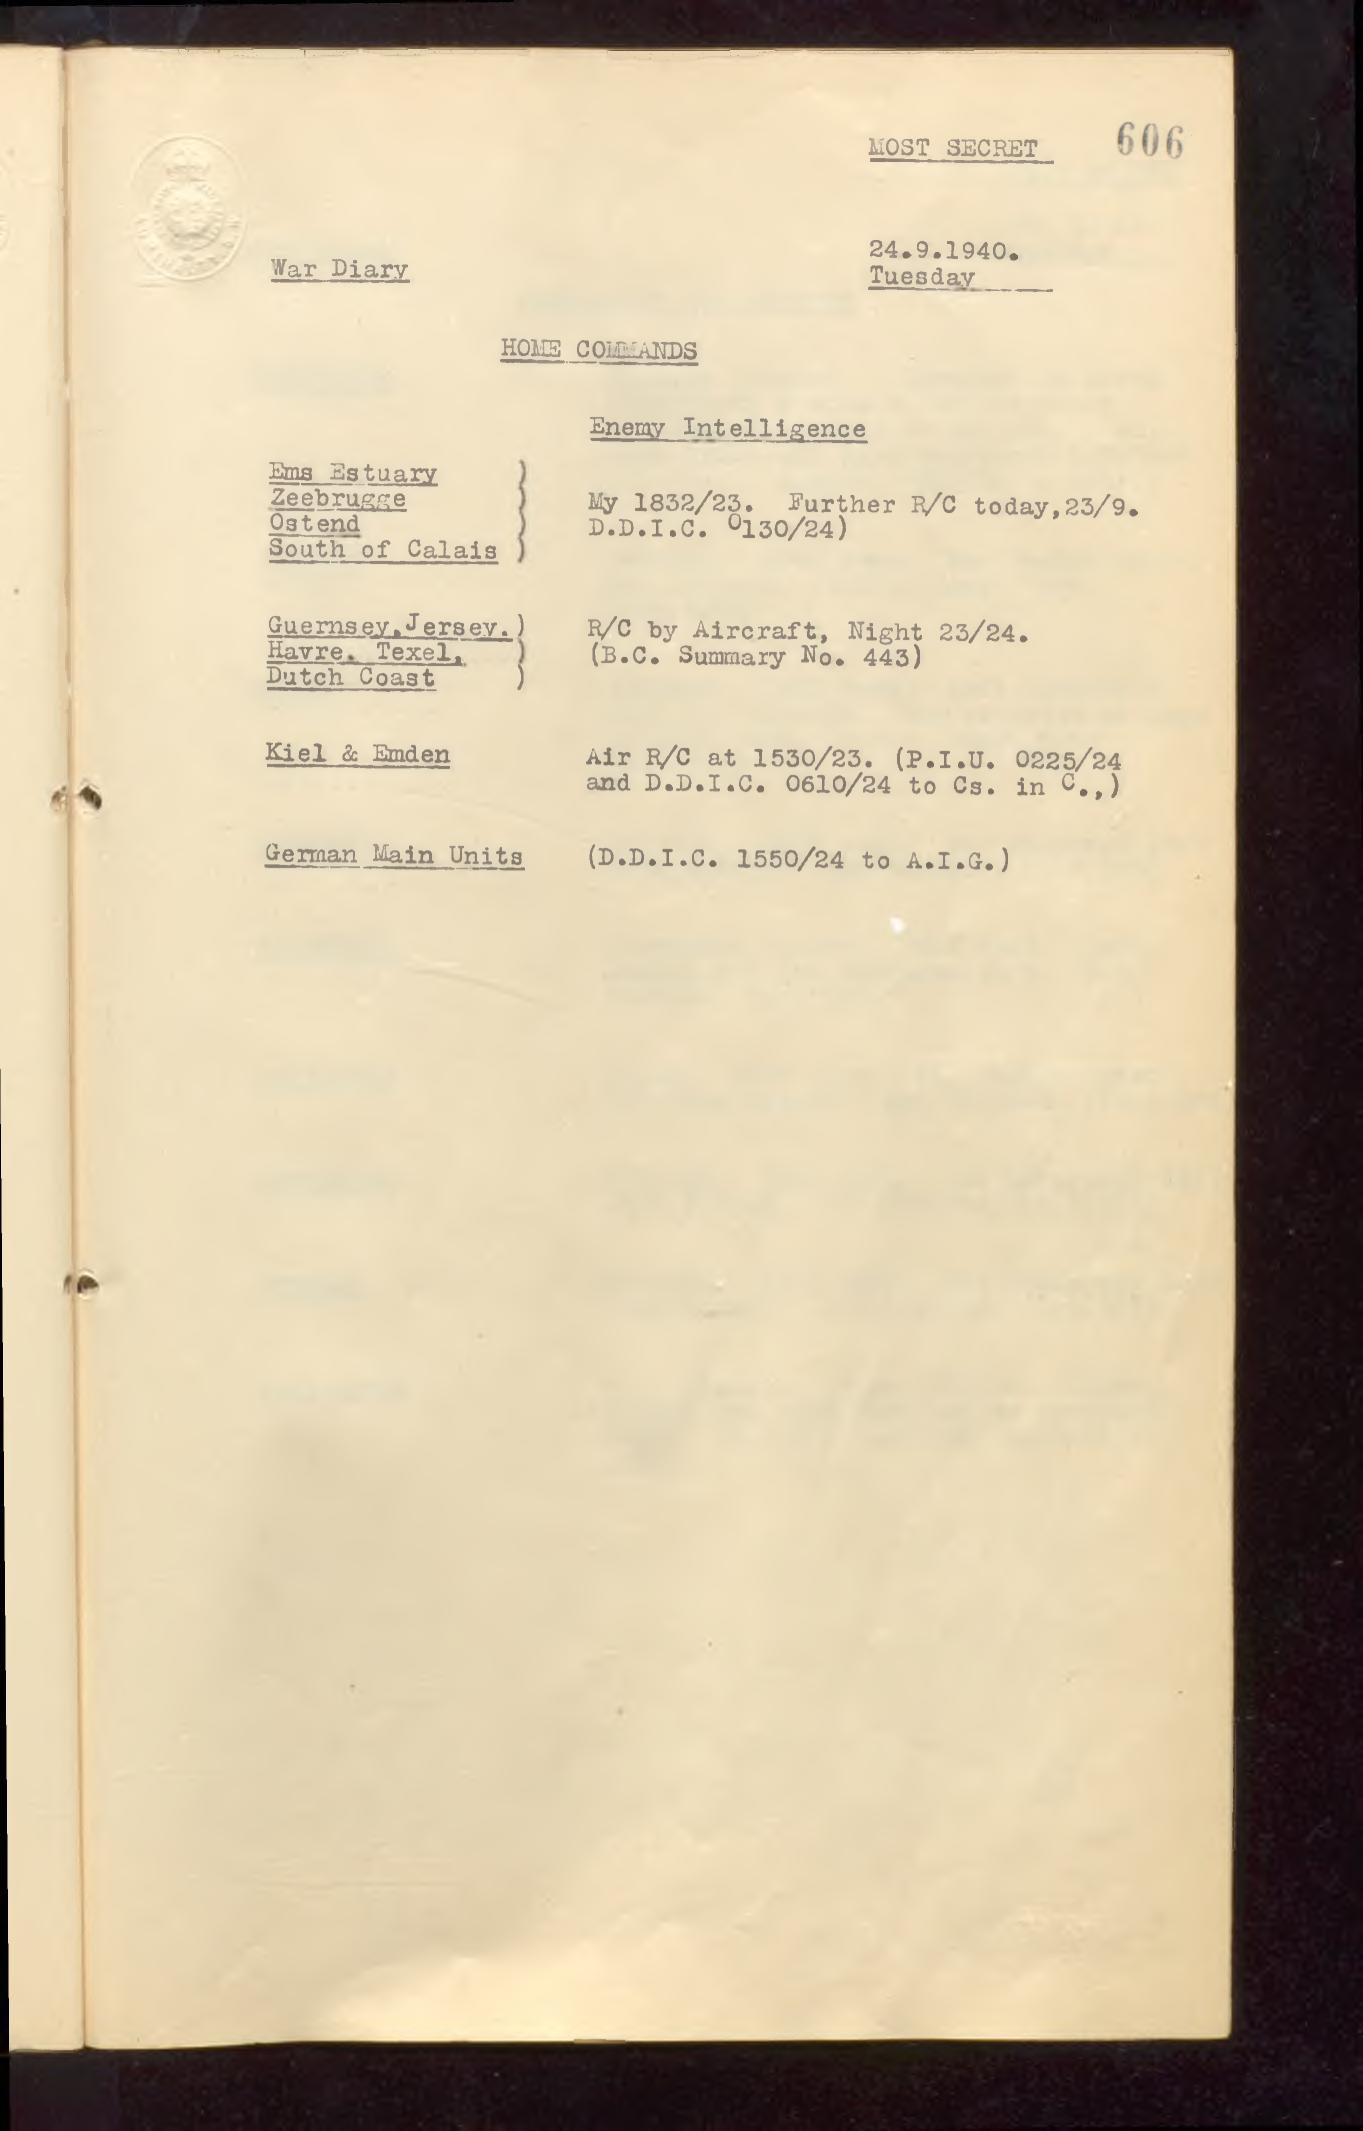 MOST SECRET 606
24.9.1940.
War Diary Tuesday
HOME COMMANDS
Enemy Intelligence
Ems Estuary )
Zeebrugge ) My 1832/23. Further R/C today,23/9.
Ostend ) D.D.I.C. 0130/24)
South of Calais )
Guernsey,Jersey.) R/C by Aircraft, Night 23/24.
Havre. Texel, ) (B.C. Summary No. 443)
Dutch Coast )
Kiel & Emden Air R/C at 1530/23. (P.I.U. 0225/24
and D.D.I.C. 0610/24 to Cs. in C.,)
German Main Units (D.D.I.C. 1550/24 to A.I.G.)